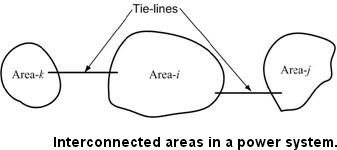 Tie-lines
Area-k
Area-i
Area-j
Interconnected areas in a power system.